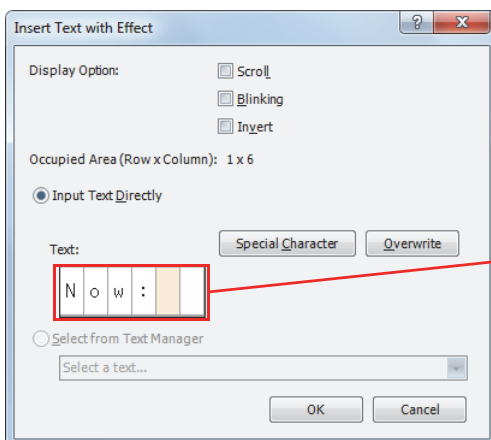 Insert Text with Effect
Display Option:
Scroll
Blinking
Invert
Occupied Area (Row x Column): 1 x 6
Input Text Directly
Text:
Special Character
Overwrite
Now:
Select from Text Manager
Select a text...
OK
Cancel